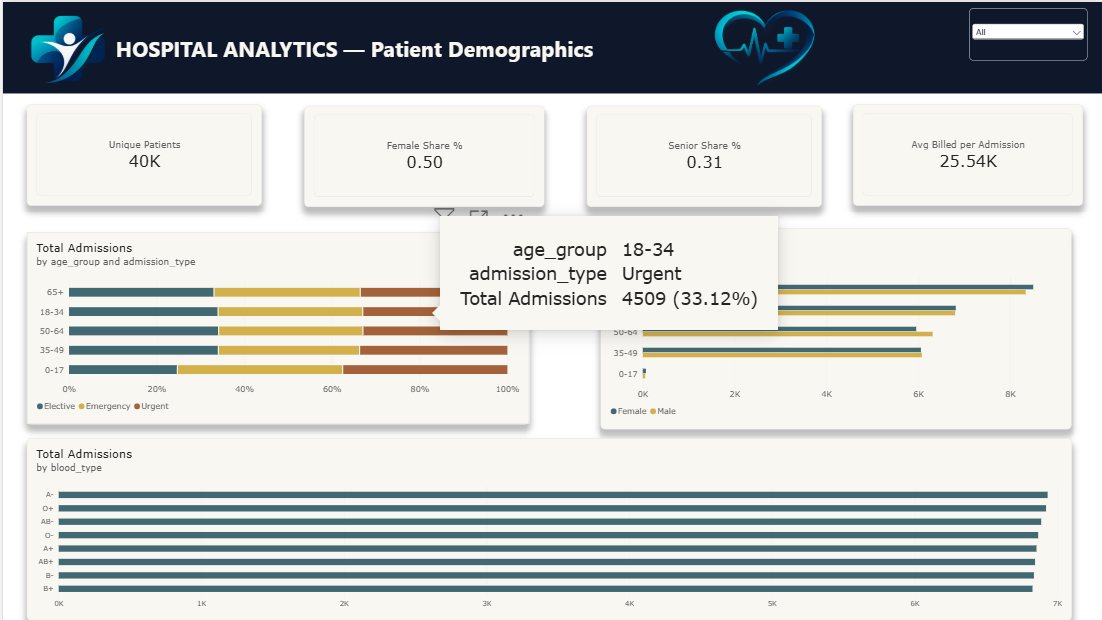 HOSPITAL ANALYTICS — Patient Demographics
All
Unique Patients
40K
Female Share %
0.50
Senior Share %
0.31
Avg Billed per Admission
25.54K
Total Admissions
by age_group and admission_type
65+
18-34
50-64
35-49
0-17
0%
20%
40%
60%
80%
100%
Elective
Emergency
Urgent
age_group 18-34
admission_type Urgent
Total Admissions 4509 (33.12%)
50-64
35-49
0-17
0K
2K
4K
6K
8K
Female
Male
Total Admissions
by blood_type
A-
O+
AB-
O-
A+
AB+
B-
B+
0K
1K
2K
3K
4K
5K
6K
7K